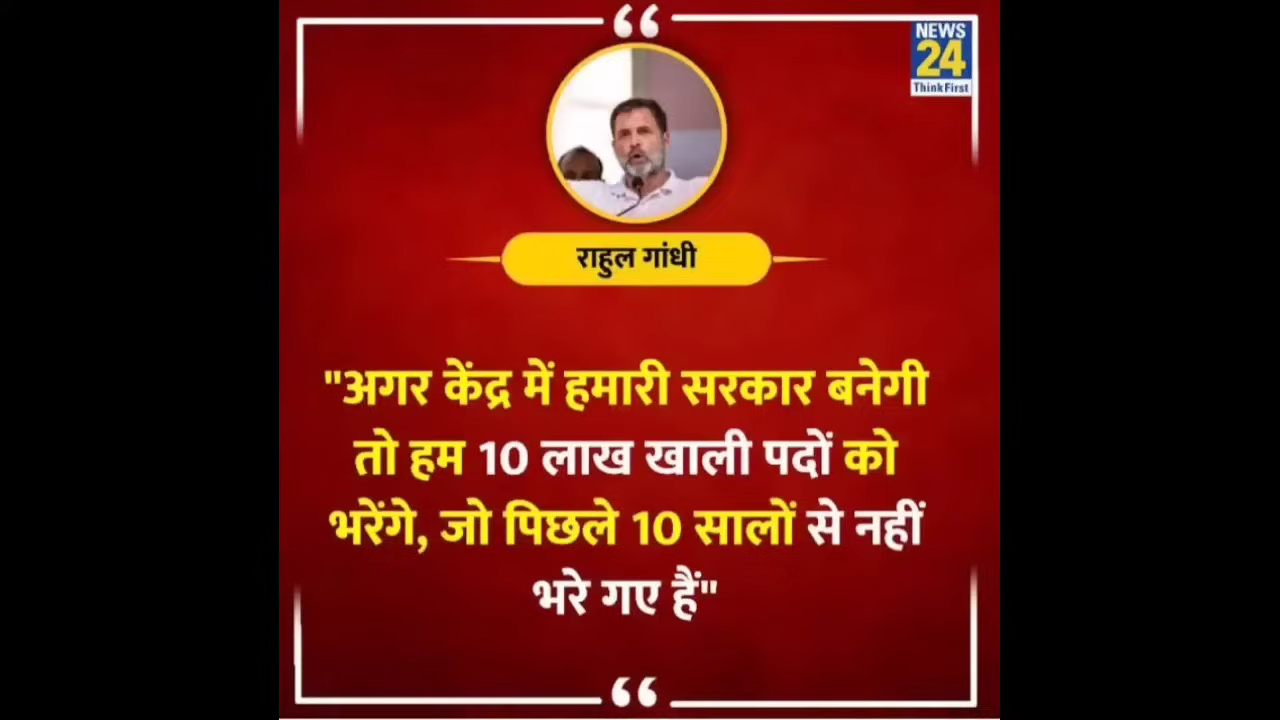 NEWS
24
Think First
राहुल गांधी
"अगर केंद्र में हमारी सरकार बनेगी
तो हम 10 लाख खाली पदों को
भरेंगे, जो पिछले 10 सालों से नहीं
भरे गए हैं"